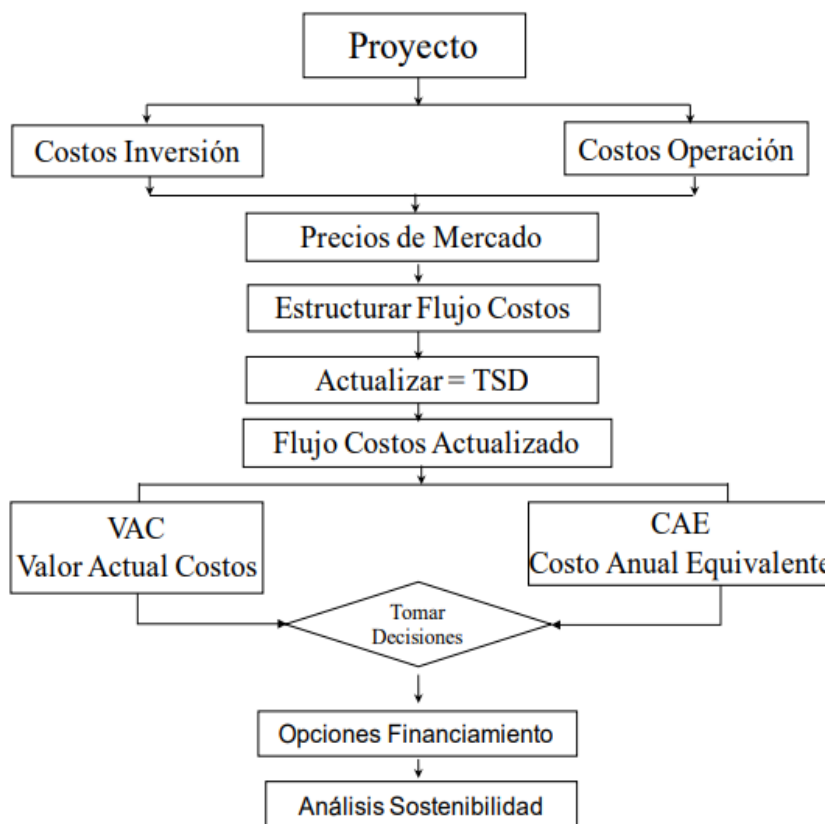 Proyecto
Costos Inversión
Costos Operación
Precios de Mercado
Estructurar Flujo Costos
Actualizar = TSD
Flujo Costos Actualizado
VAC
Valor Actual Costos
CAE
Costo Anual Equivalente
Tomar
Decisiones
Opciones Financiamiento
Análisis Sostenibilidad